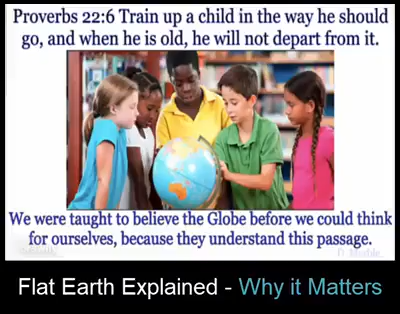 Proverbs 22:6 Train up a child in the way he should
go, and when he is old, he will not depart from it.
We were taught to believe the Globe before we could think
for ourselves, because they understand this passage.
Flat Earth Explained - Why it Matters